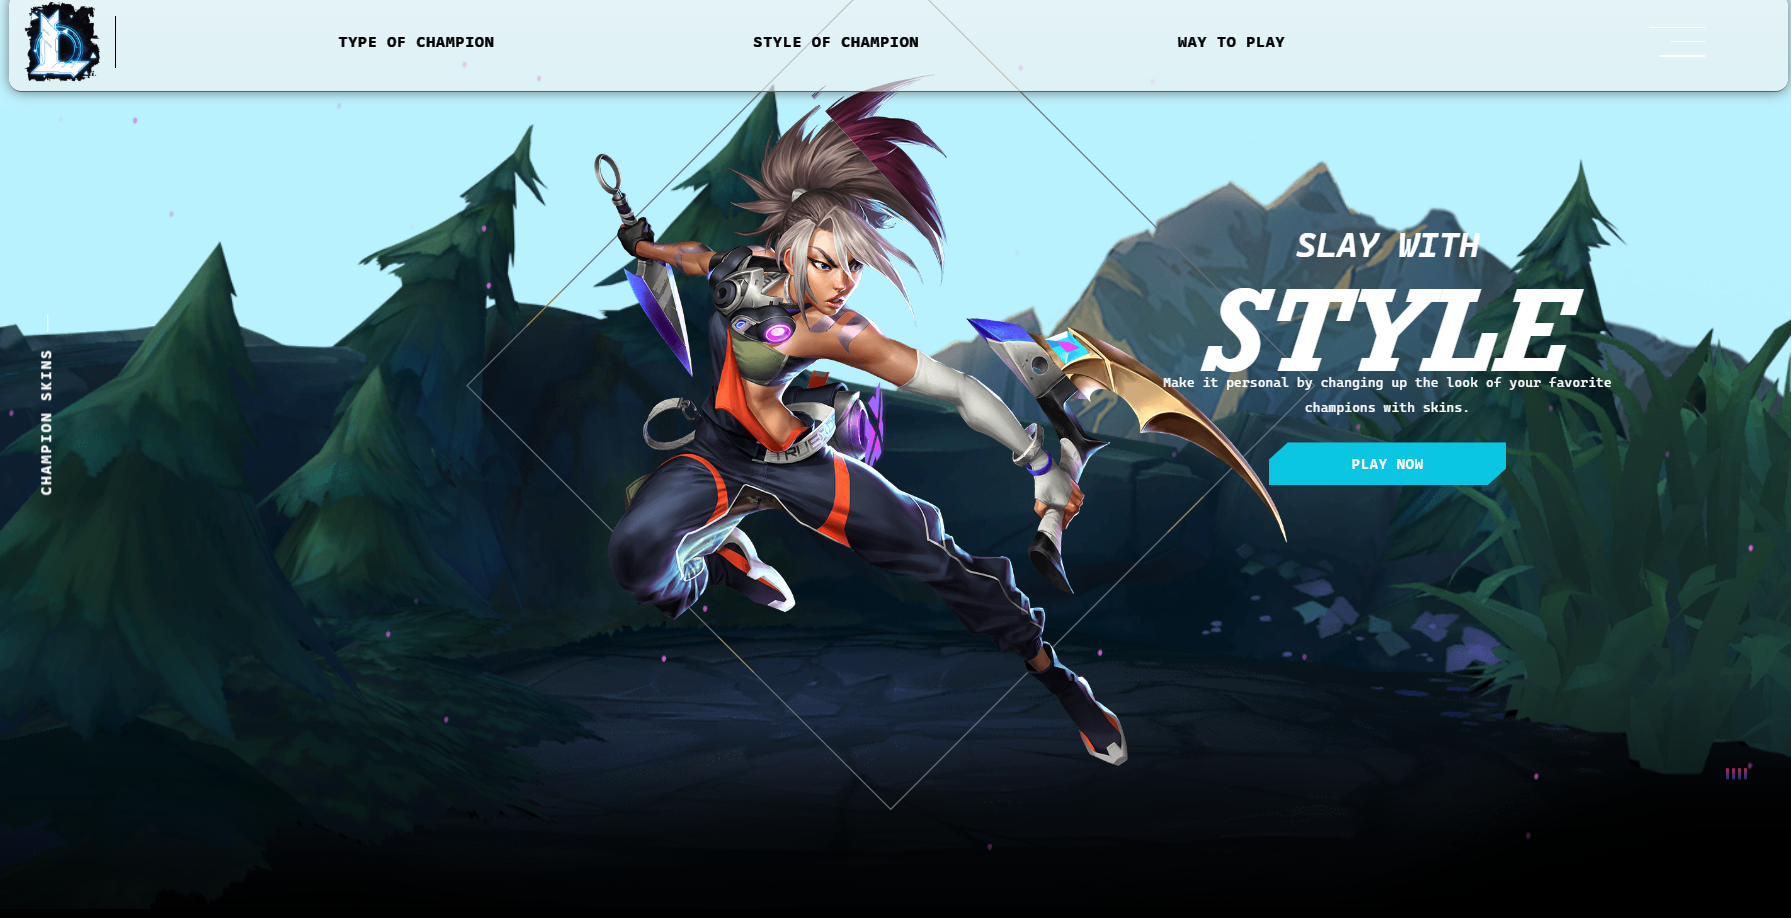 TYPE OF CHAMPION
STYLE OF CHAMPION
WAY TO PLAY
CHAMPION SKINS
SLAY WITH
STYLE
Make it personal by changing up the look of your favorite
champions with skins.
PLAY NOW